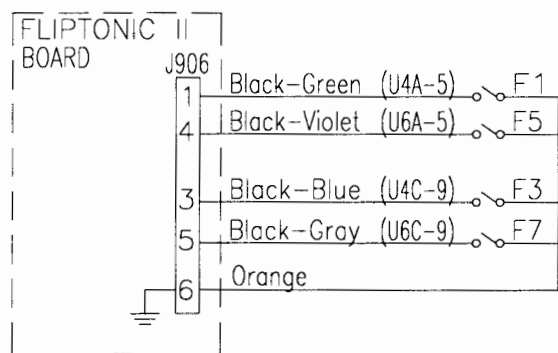 FLIPTONIC II
BOARD
J906
1 Black-Green (U4A-5) F1
4 Black-Violet (U6A-5) F5
3 Black-Blue (U4C-9) F3
5 Black-Gray (U6C-9) F7
6 Orange